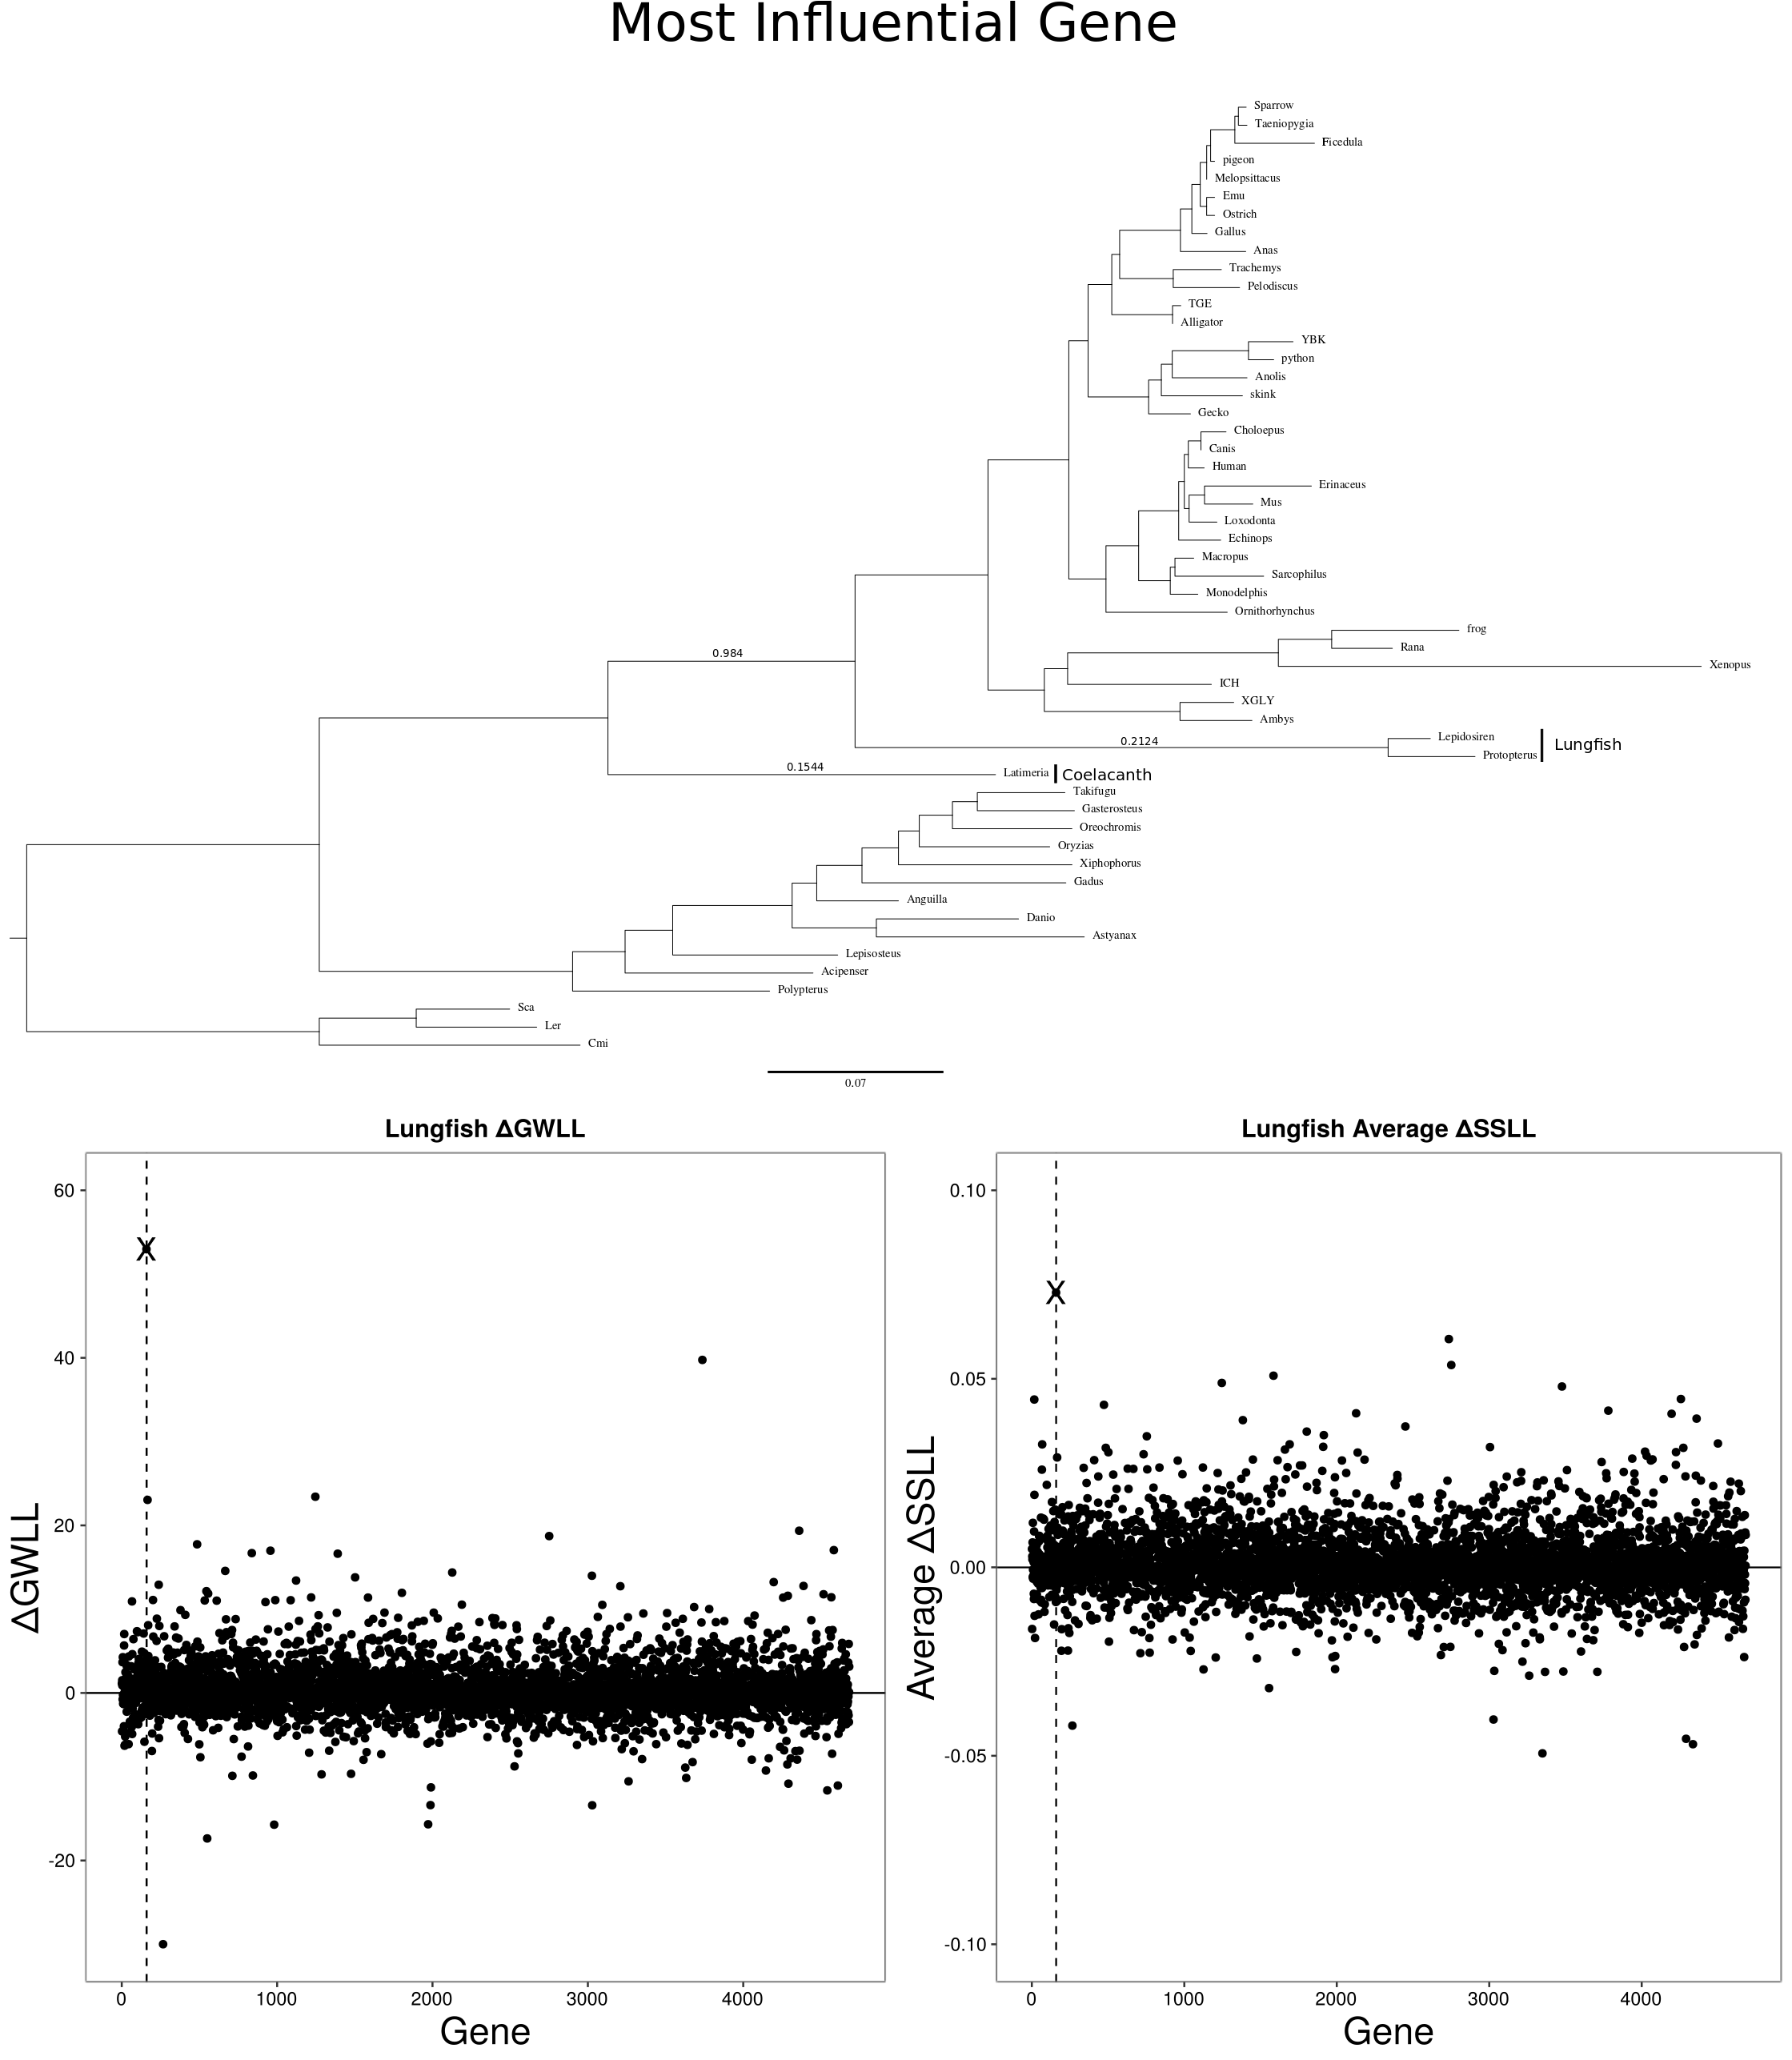 Most Influential Gene
Sparrow
Taeniopygia
Ficedula
pigeon
Melopsittacus
Emu
Ostrich
Gallus
Anas
Trachemys
Pelodiscus
TGE
Alligator
YBK
python
Anolis
skink
Gecko
Choloepus
Canis
Human
Erinaceus
Mus
Loxodonta
Echinops
Macropus
Sarcophilus
Monodelphis
Ornithorhynchus
frog
Rana
0.984
Xenopus
ICH
XGLY
Ambys
Lepidosiren
0.2124
Lungfish
Protopterus
0.1544
Latimeria
Coelacanth
Takifugu
Gasterosteus
Oreochromis
Oryzias
Xiphophorus
Gadus
Anguilla
Danio
Astyanax
Lepisosteus
Acipenser
Polypterus
Sca
Ler
Cmi
0.07
Lungfish ΔGWLL
ΔGWLL
60
40
20
0
-20
X
0 1000 2000 3000 4000
Gene
Lungfish Average ΔSSLL
Average ΔSSLL
0.10
0.05
0.00
-0.05
-0.10
X
0 1000 2000 3000 4000
Gene